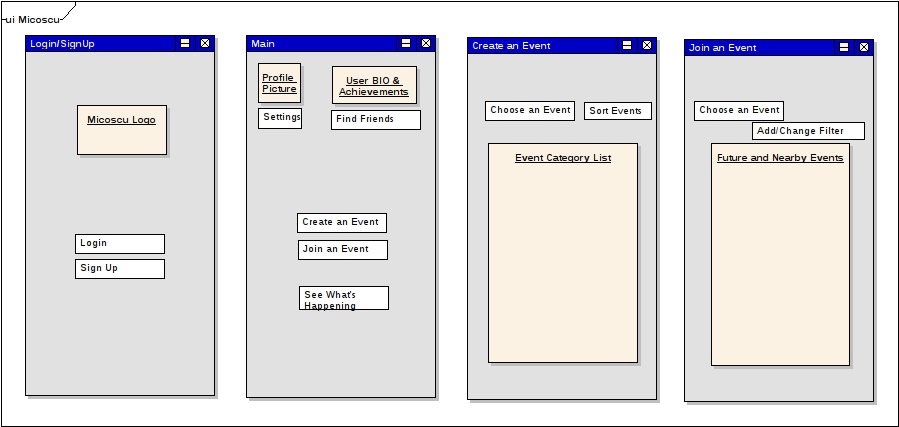 ui Micoscu
Login/SignUp
Micoscu Logo
Login
Sign Up
Main
Profile
Picture
User BIO &
Achievements
Settings
Find Friends
Create an Event
Join an Event
See What's
Happening
Create an Event
Choose an Event
Sort Events
Event Category List
Join an Event
Choose an Event
Add/Change Filter
Future and Nearby Events